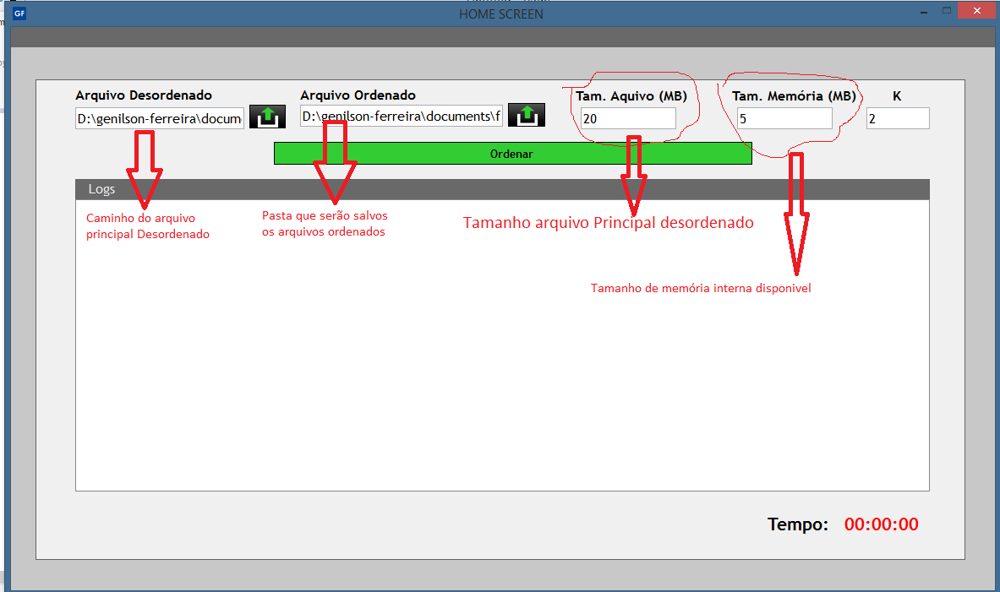 GF
HOME SCREEN
Arquivo Desordenado
Arquivo Ordenado
Tam. Aquivo (MB)
Tam. Memória (MB)
K
D:\genilson-ferreira\docum
D:\genilson-ferreira\documents\f
20
5
2
Ordenar
Logs
Caminho do arquivo
principal Desordenado
Pasta que serão salvos
os arquivos ordenados
Tamanho arquivo Principal desordenado
Tamanho de memória interna disponivel
Tempo: 00:00:00